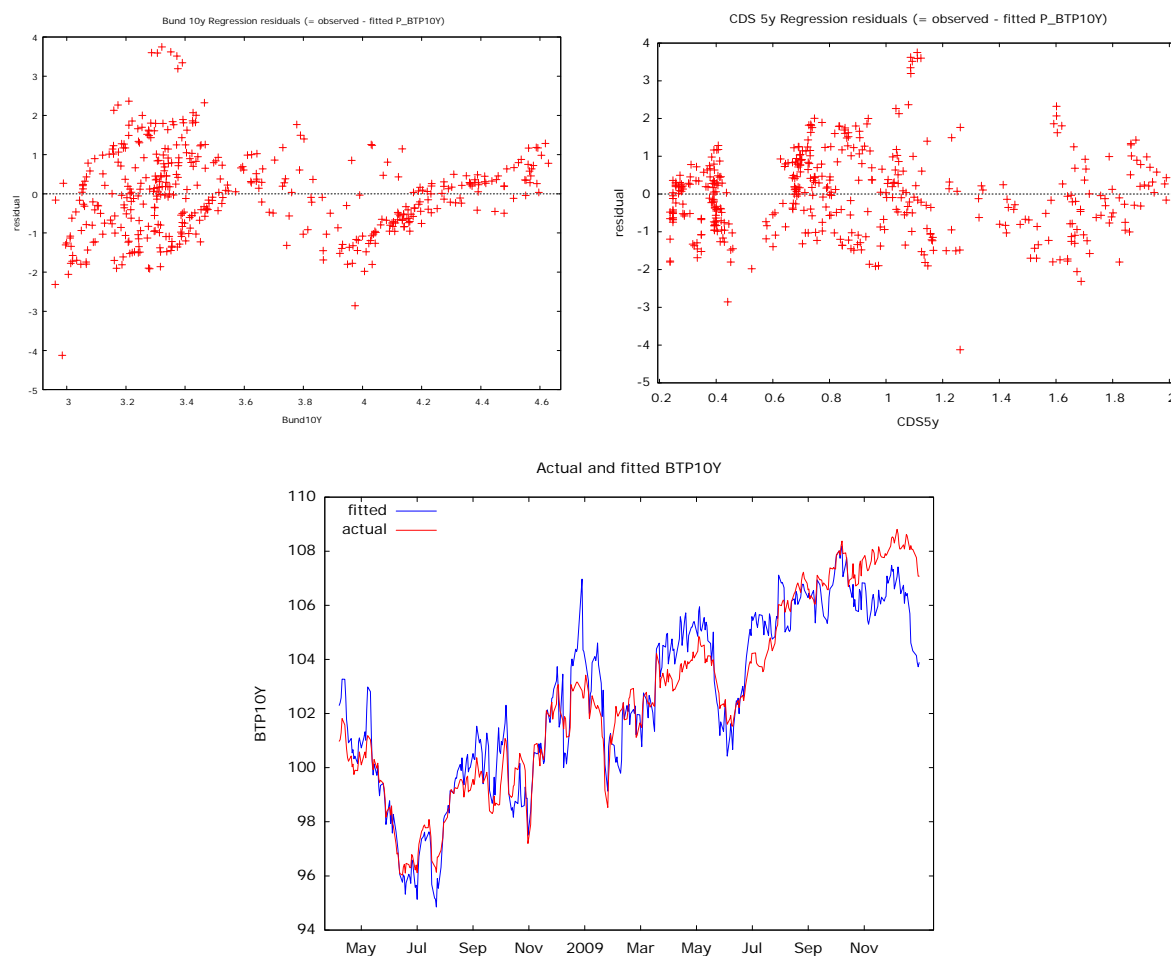 Bund 10y Regression residuals (= observed - fitted P_BTP10Y)
4
3
2
1
0
-1
-2
-3
-4
-5
residual
3 3.2 3.4 3.6 3.8 4 4.2 4.4 4.6
Bund10Y
CDS 5y Regression residuals (= observed - fitted P_BTP10Y)
4
3
2
1
0
-1
-2
-3
-4
-5
residual
0.2 0.4 0.6 0.8 1 1.2 1.4 1.6 1.8 2
CDS5y
Actual and fitted BTP10Y
110
108
106
104
102
100
98
96
94
BTP10Y
fitted
actual
May Jul Sep Nov 2009 Mar May Jul Sep Nov